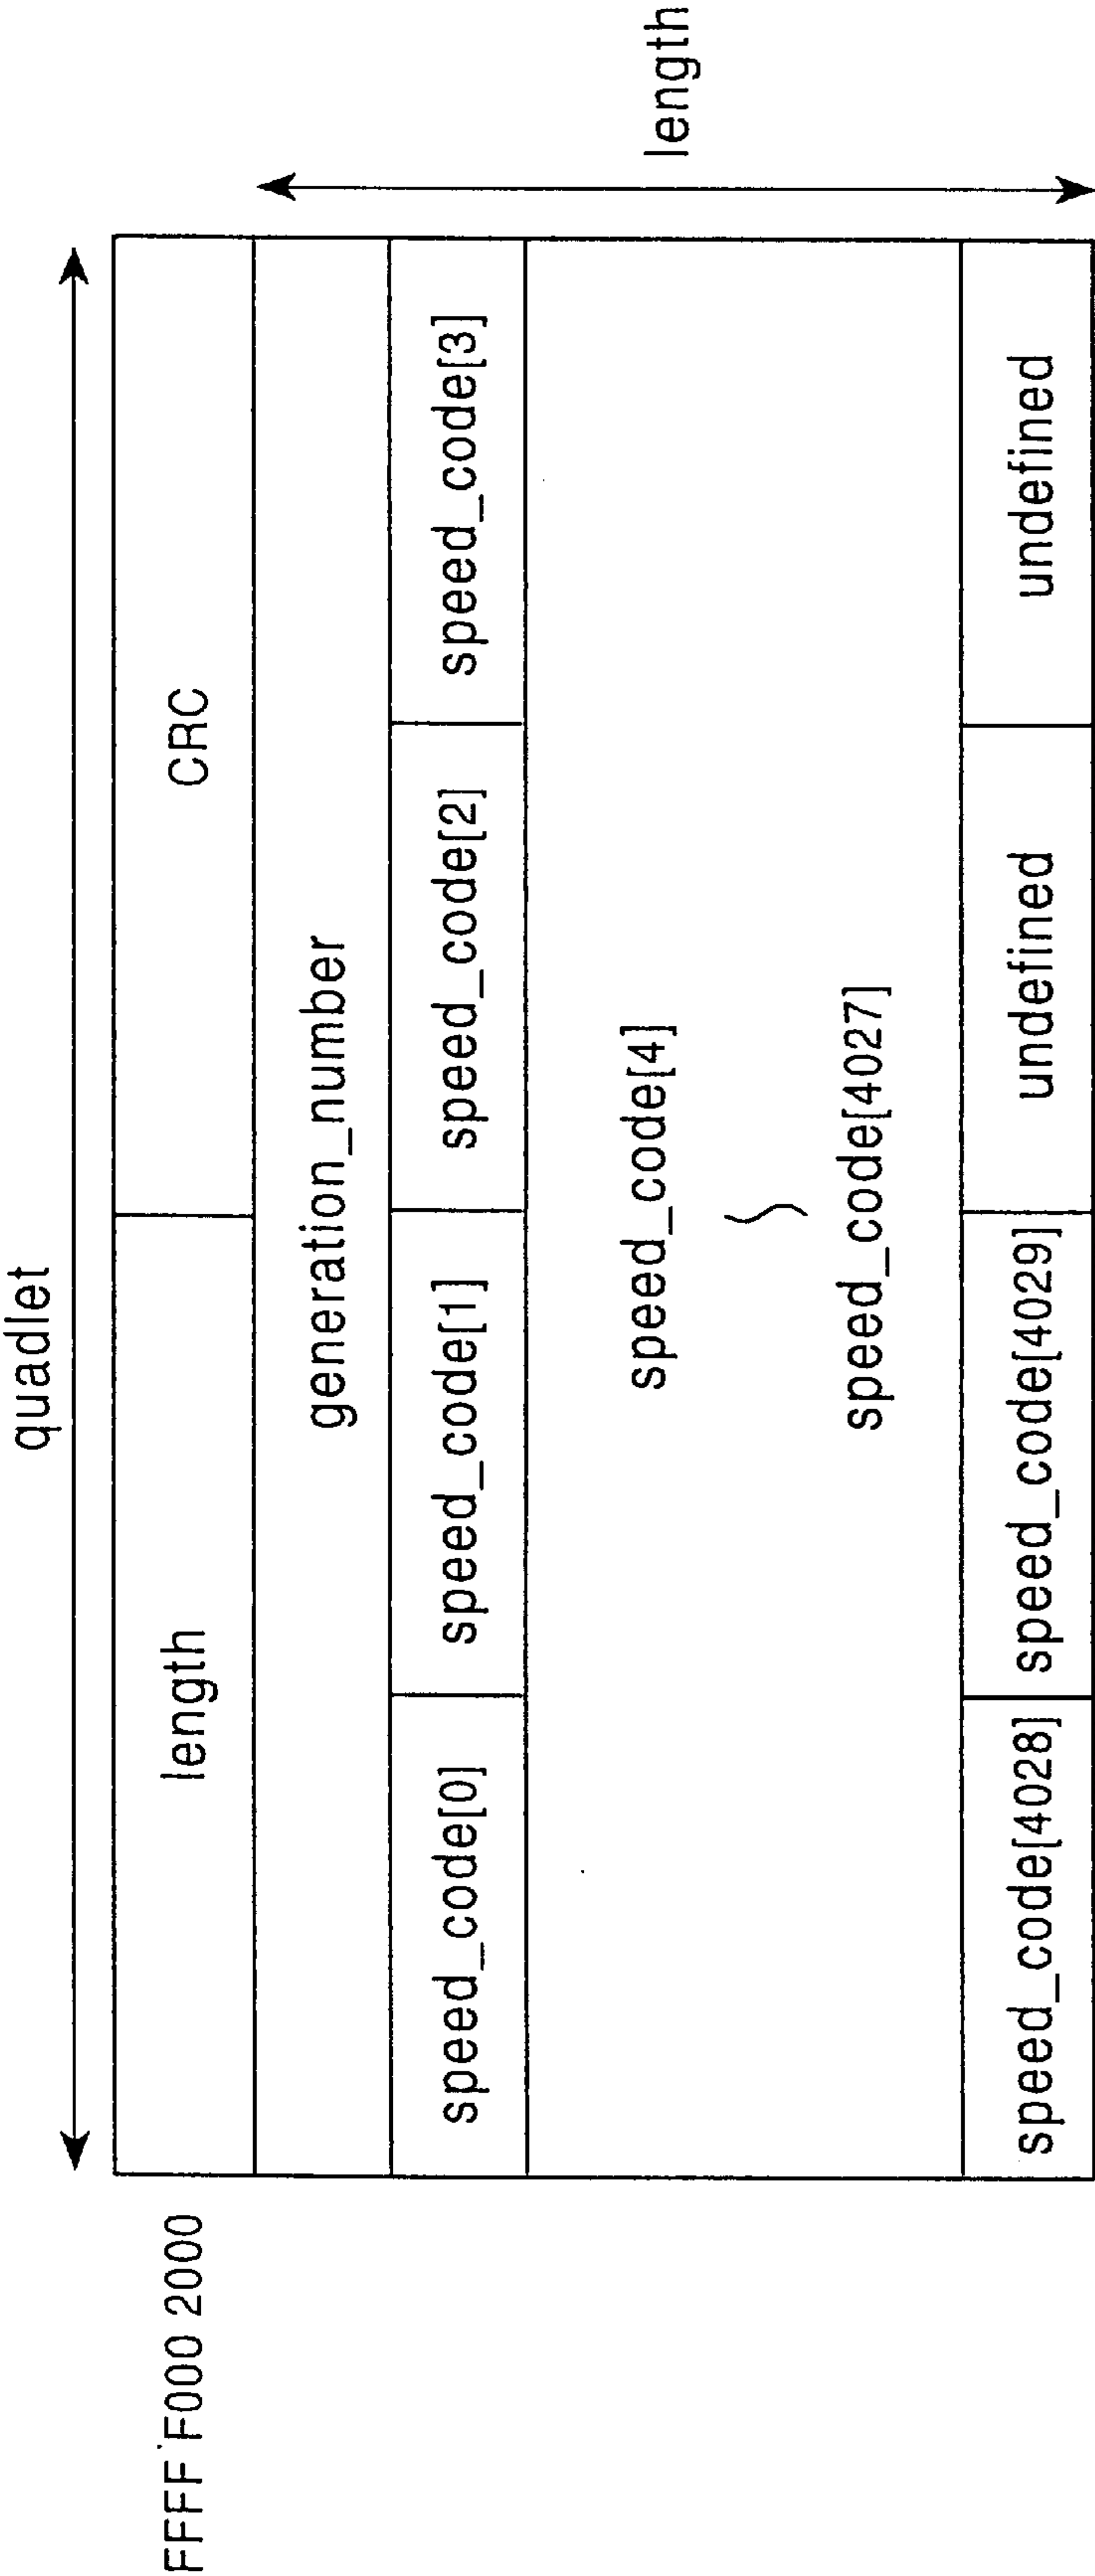 quadlet
FFFF F000 2000
length
CRC
generation_number
speed_code[0]
speed_code[1]
speed_code[2]
speed_code[3]
speed_code[4]
speed_code[4027]
speed_code[4028]
speed_code[4029]
undefined
undefined
length